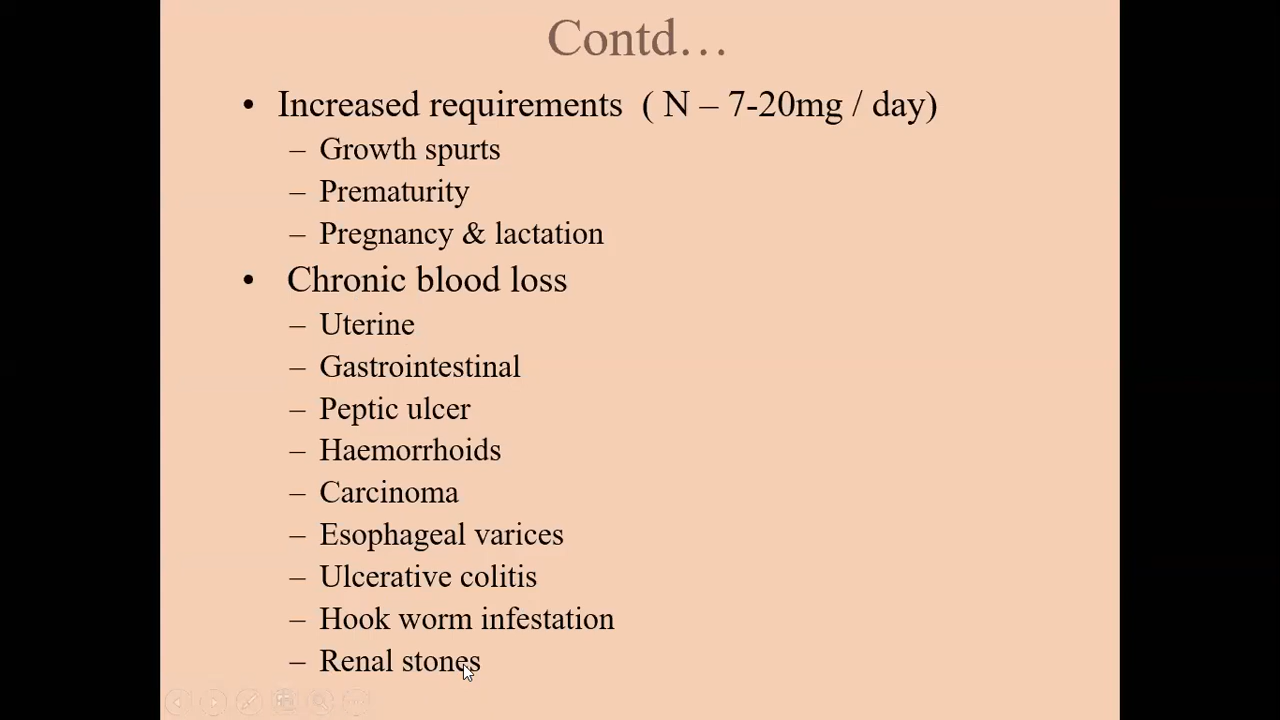 Contd…
• Increased requirements ( N – 7-20mg / day)
– Growth spurts
– Prematurity
– Pregnancy & lactation
• Chronic blood loss
– Uterine
– Gastrointestinal
– Peptic ulcer
– Haemorrhoids
– Carcinoma
– Esophageal varices
– Ulcerative colitis
– Hook worm infestation
– Renal stones